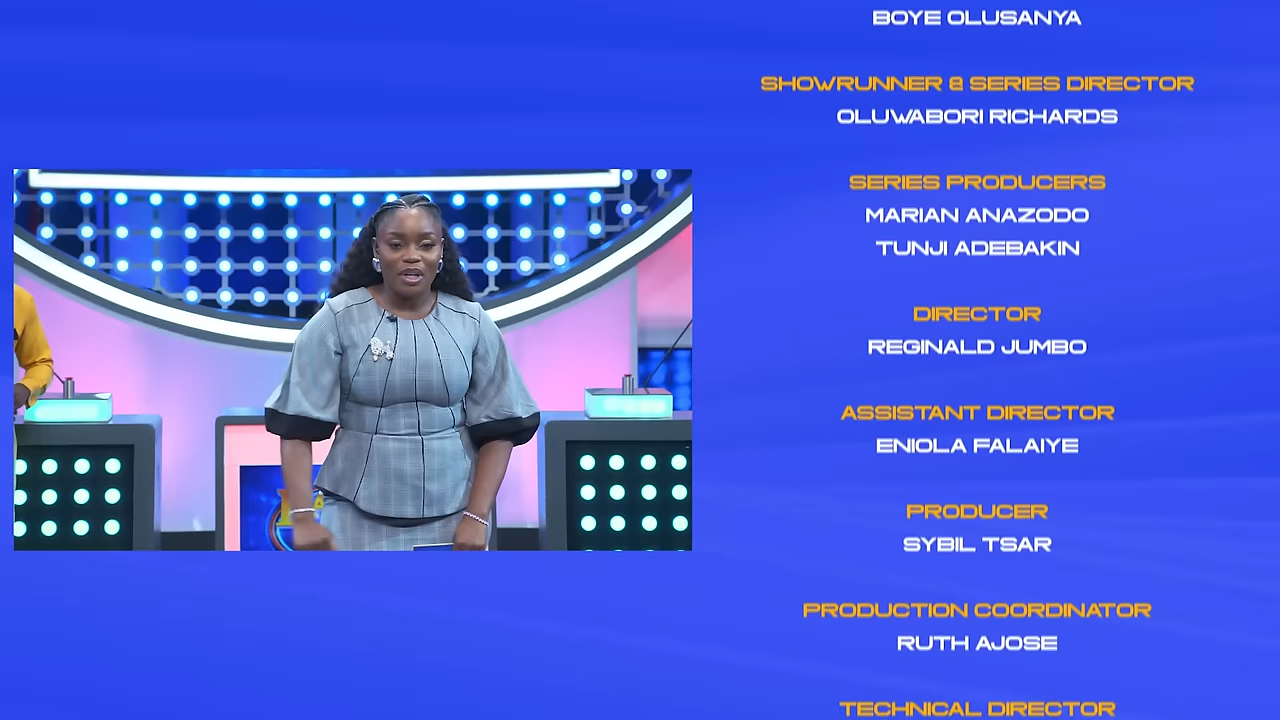 BOYE OLUSANYA
SHOWRUNNER & SERIES DIRECTOR
OLUWABORI RICHARDS
SERIES PRODUCERS
MARIAN ANAZODO
TUNJI ADEBAKIN
DIRECTOR
REGINALD JUMBO
ASSISTANT DIRECTOR
ENIOLA FALAIYE
PRODUCER
SYBIL TSAR
PRODUCTION COORDINATOR
RUTH AJOSE
TECHNICAL DIRECTOR